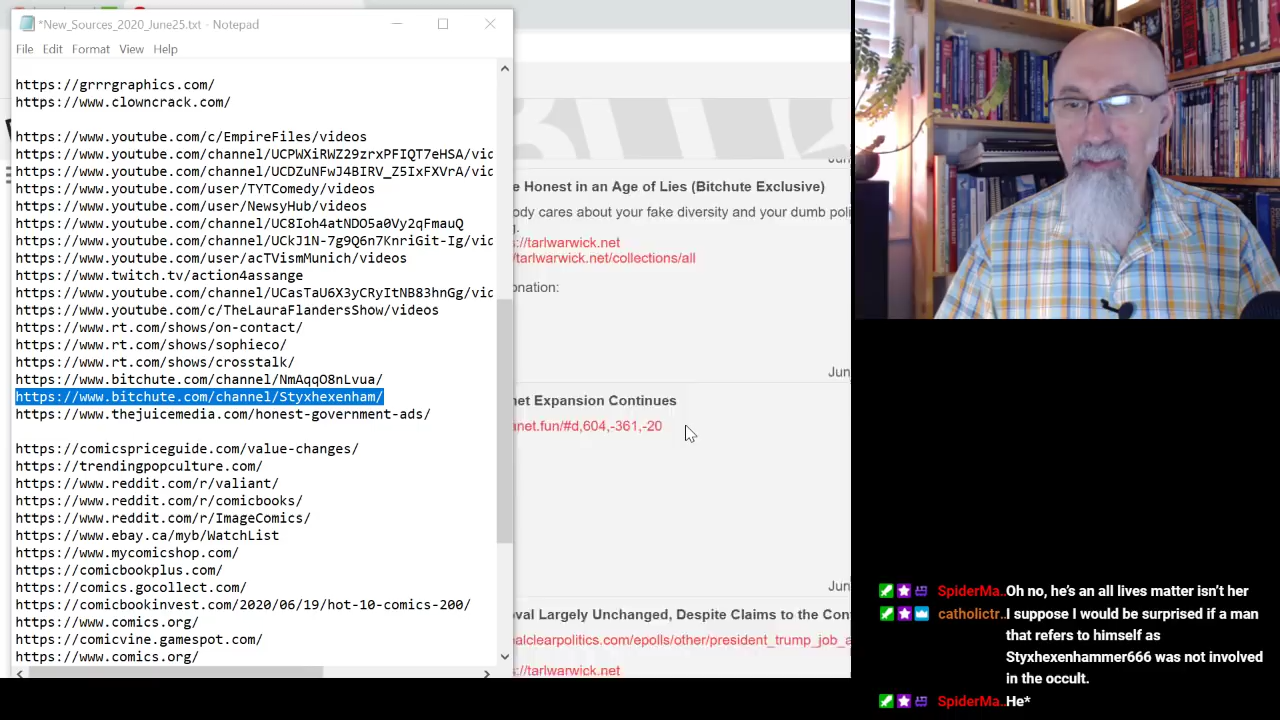 *New_Sources_2020_June25.txt - Notepad
File Edit Format View Help
https://grrrgraphics.com/
https://www.clowncrack.com/
https://www.youtube.com/c/EmpireFiles/videos
https://www.youtube.com/channel/UCPWXiRWZ29zrxPFIQT7eHSA/vic
https://www.youtube.com/channel/UCDZuNFwJ4BIRV_Z5IxFXVrA/vic
https://www.youtube.com/user/TYTComedy/videos
https://www.youtube.com/user/NewsyHub/videos
https://www.youtube.com/channel/UC8Ioh4atNDO5a0Vy2qFmauQ
https://www.youtube.com/channel/UCkJ1N-7g9Q6n7KnriGit-Ig/vic
https://www.youtube.com/user/acTVismMunich/videos
https://www.twitch.tv/action4assange
https://www.youtube.com/channel/UCasTaU6X3yCRyItNB83hnGg/vic
https://www.youtube.com/c/TheLauraFlandersShow/videos
https://www.rt.com/shows/on-contact/
https://www.rt.com/shows/sophieco/
https://www.rt.com/shows/crosstalk/
https://www.bitchute.com/channel/NmAqqO8nLvua/
https://www.bitchute.com/channel/Styxhexenham/
https://www.thejuicemedia.com/honest-government-ads/
https://comicspriceguide.com/value-changes/
https://trendingpopculture.com/
https://www.reddit.com/r/valiant/
https://www.reddit.com/r/comicbooks/
https://www.reddit.com/r/ImageComics/
https://www.ebay.ca/myb/WatchList
https://www.mycomicshop.com/
https://comicbookplus.com/
https://comics.gocollect.com/
https://comicbookinvest.com/2020/06/19/hot-10-comics-200/
https://www.comics.org/
https://comicvine.gamespot.com/
https://www.comics.org/
Jun
e Honest in an Age of Lies (Bitchute Exclusive)
ody cares about your fake diversity and your dumb poli
g.
s://tarlwarwick.net
/tarlwarwick.net/collections/all
onation:
Jun
net Expansion Continues
nnet.fun/#d,604,-361,-20
Jun
oval Largely Unchanged, Despite Claims to the Con
ealclearpolitics.com/epolls/other/president_trump_job_a
s://tarlwarwick.net
SpiderMa.. Oh no, he's an all lives matter isn't her
catholictr.. I suppose I would be surprised if a man
that refers to himself as
Styxhexenhammer666 was not involved
in the occult.
SpiderMa.. He*